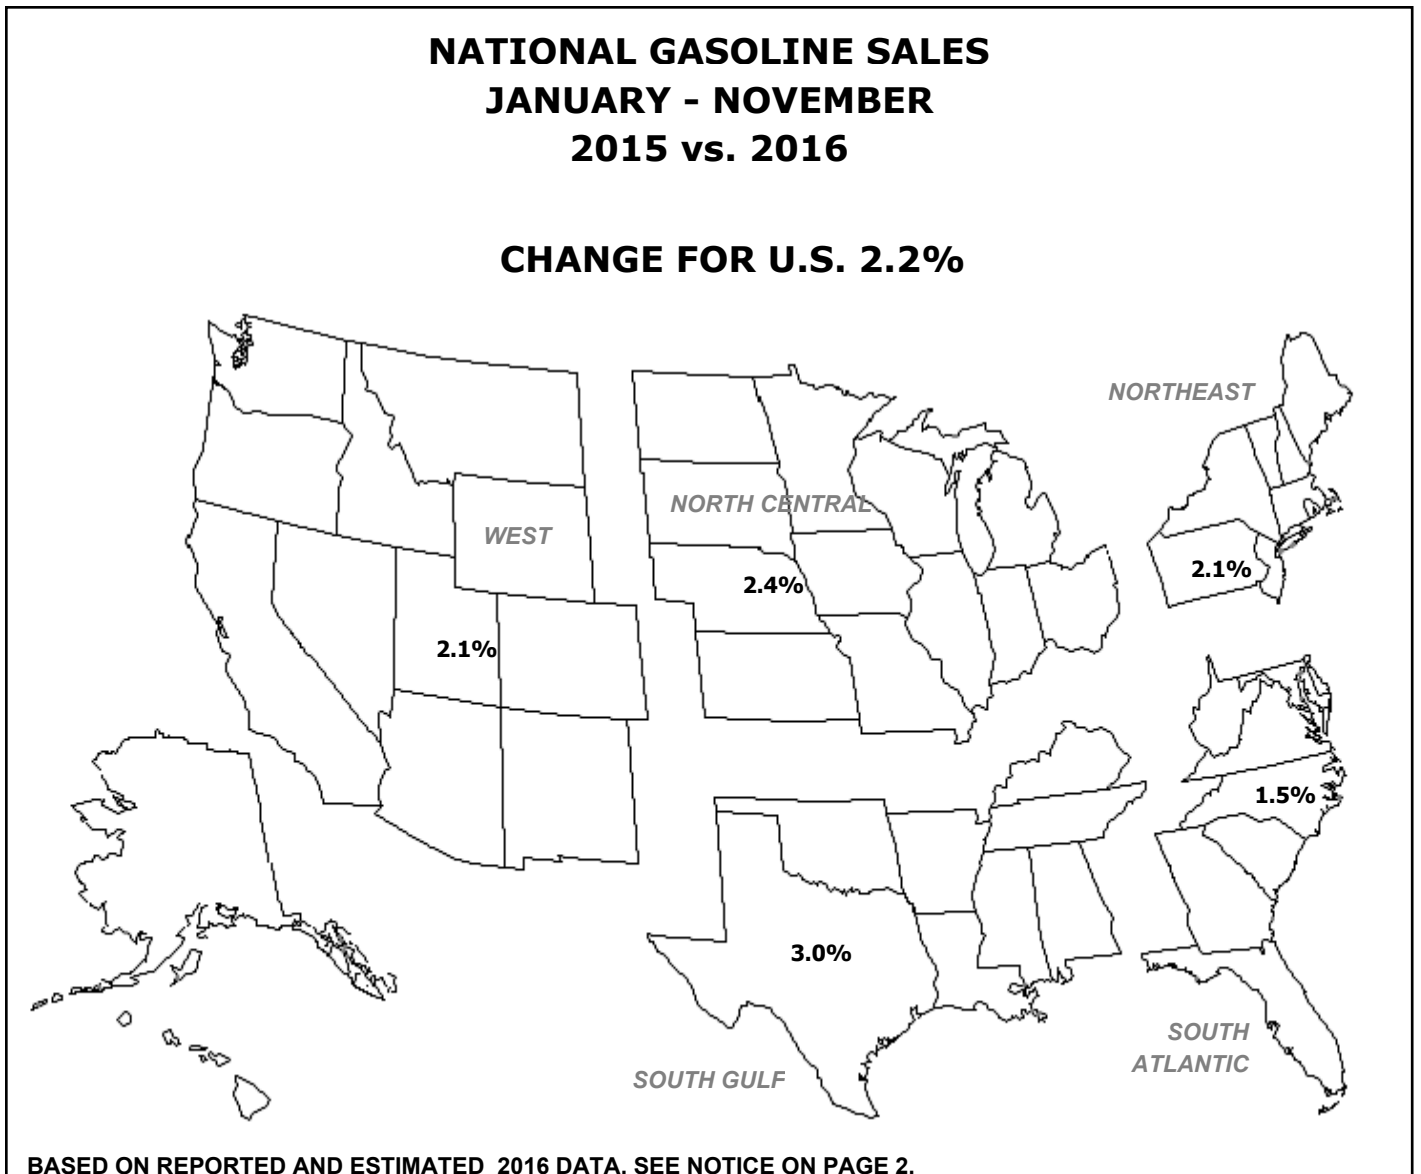 NATIONAL GASOLINE SALES
JANUARY - NOVEMBER
2015 vs. 2016
CHANGE FOR U.S. 2.2%
NORTHEAST
NORTH CENTRAL
WEST
2.1%
2.4%
2.1%
1.5%
3.0%
SOUTH
ATLANTIC
SOUTH GULF
BASED ON REPORTED AND ESTIMATED  2016 DATA. SEE NOTICE ON PAGE 2.